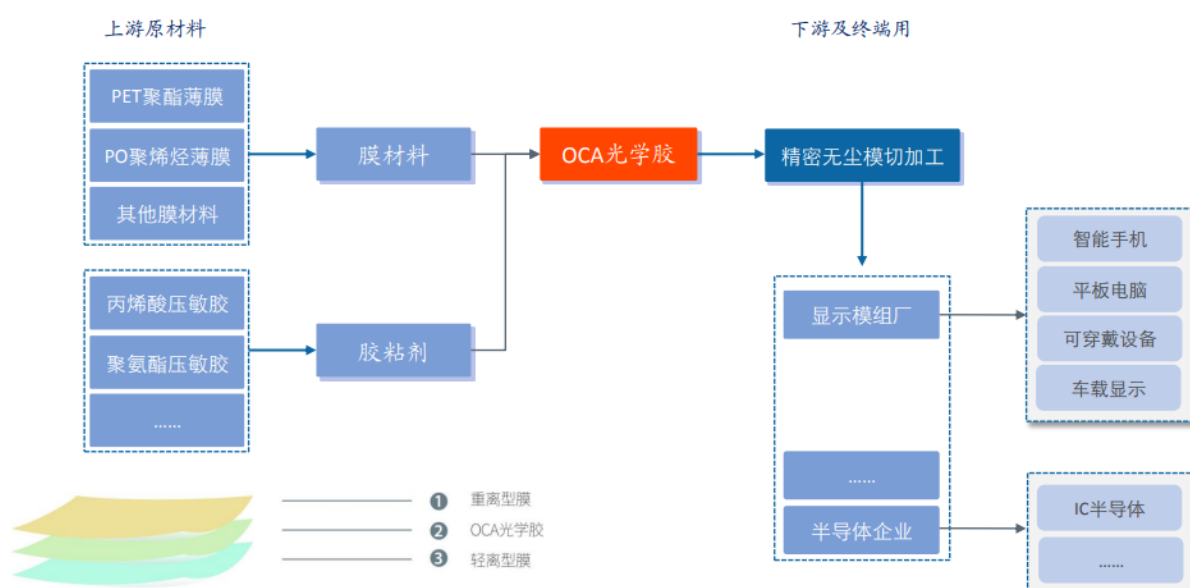 上游原材料
下游及终端用
PET聚酯薄膜
PO聚烯烃薄膜
其他膜材料
膜材料
OCA光学胶
精密无尘模切加工
丙烯酸压敏胶
聚氨酯压敏胶
……
胶粘剂
显示模组厂
……
半导体企业
智能手机
平板电脑
可穿戴设备
车载显示
IC半导体
……
1 重离型膜
2 OCA光学胶
3 轻离型膜